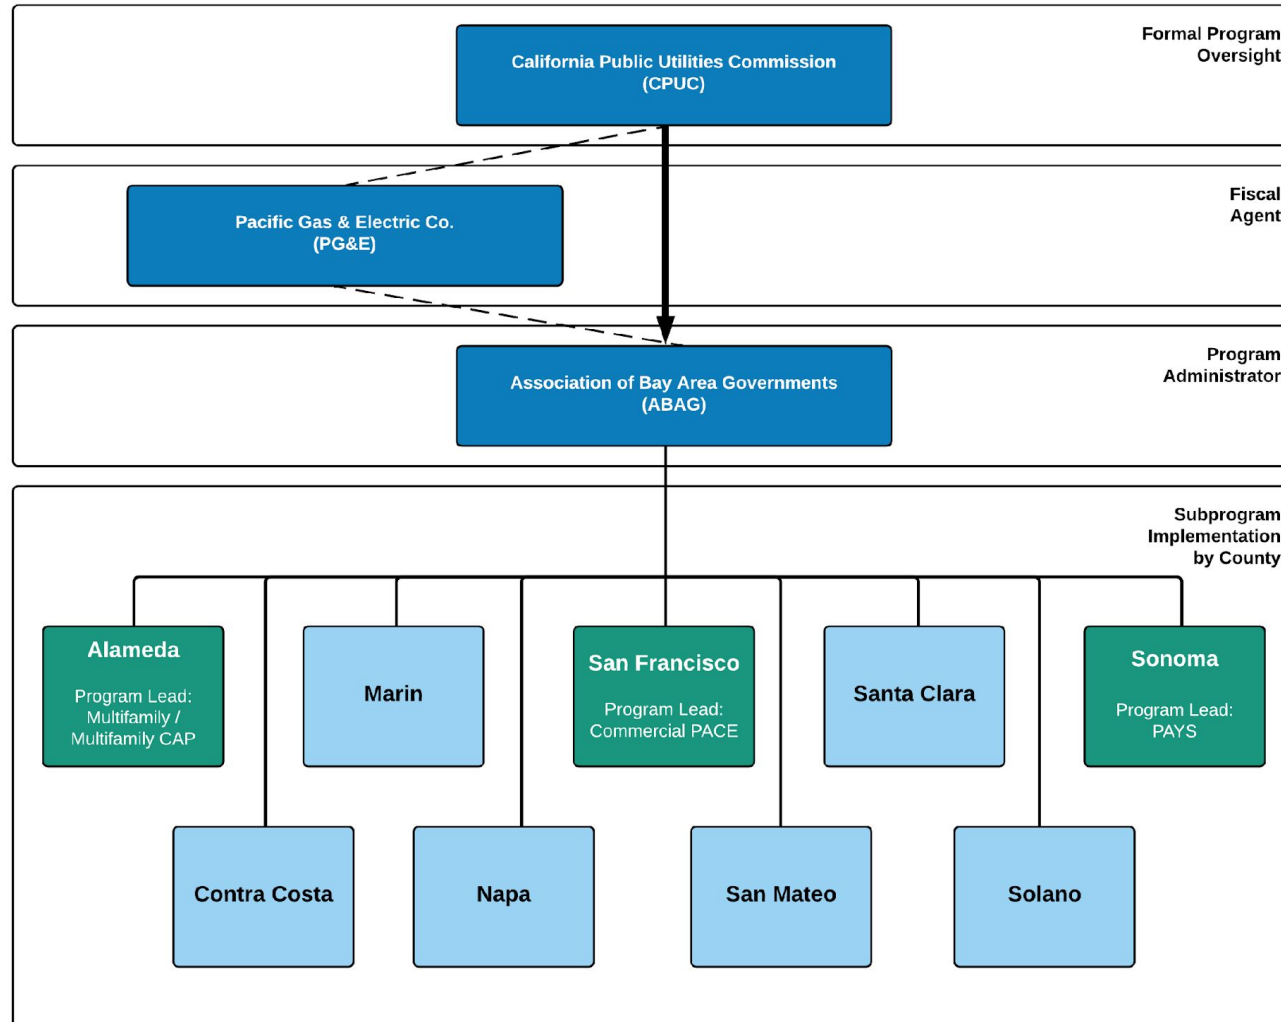 Formal Program
Oversight
California Public Utilities Commission
(CPUC)
Fiscal
Agent
Pacific Gas & Electric Co.
(PG&E)
Program
Administrator
Association of Bay Area Governments
(ABAG)
Subprogram
Implementation
by County
Alameda
Program Lead:
Multifamily /
Multifamily CAP
Marin
San Francisco
Program Lead:
Commercial PACE
Santa Clara
Sonoma
Program Lead:
PAYS
Contra Costa
Napa
San Mateo
Solano